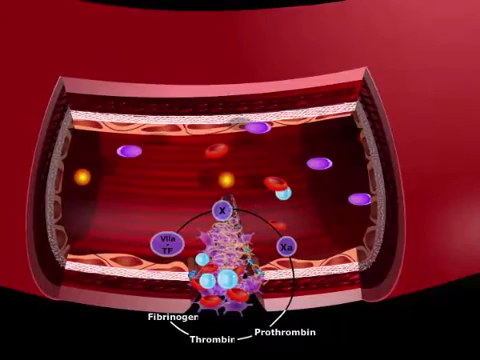 X
VIIa
TF
Xa
Fibrinogen
Thrombin
Prothrombin